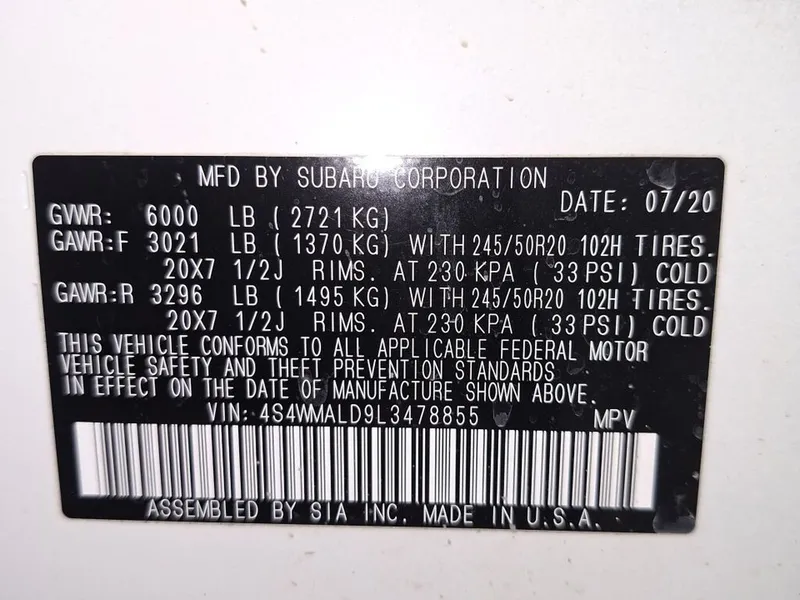 MFD BY SUBARU CORPORATION
DATE: 07/20
GVWR: 6000 LB ( 2721 KG)
GAWR:F 3021 LB ( 1370 KG) WITH 245/50R20 102H TIRES.
20X7 1/2J RIMS. AT 230 KPA ( 33 PSI) COLD
GAWR:R 3296 LB ( 1495 KG) WITH 245/50R20 102H TIRES.
20X7 1/2J RIMS. AT 230 KPA ( 33 PSI) COLD
THIS VEHICLE CONFORMS TO ALL APPLICABLE FEDERAL MOTOR
VEHICLE SAFETY AND THEFT PREVENTION STANDARDS
IN EFFECT ON THE DATE OF MANUFACTURE SHOWN ABOVE.
VIN: 4S4WMALD9L3478855 MPV
ASSEMBLED BY SIA INC. MADE IN U.S.A.